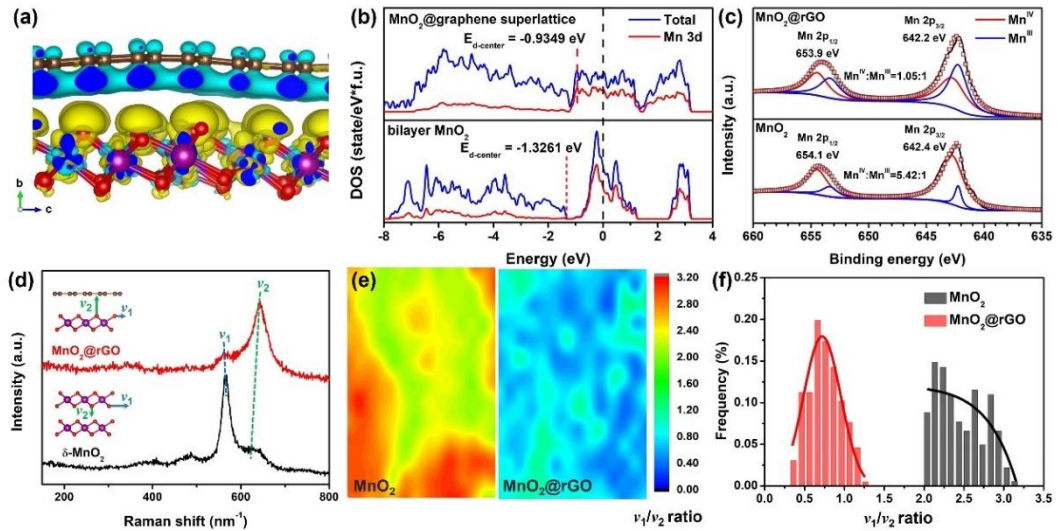 (a)
b
c
(b)
MnO2@graphene superlattice
Total
Mn 3d
Ed-center = -0.9349 eV
bilayer MnO2
Ed-center = -1.3261 eV
DOS (state/eV*f.u.)
-8 -6 -4 -2 0 2 4
Energy (eV)
(c)
MnO2@rGO
MnIV
MnIII
Mn 2p1/2
653.9 eV
Mn 2p3/2
642.2 eV
MnIV:MnIII=1.05:1
MnO2
Mn 2p1/2
654.1 eV
Mn 2p3/2
642.4 eV
MnIV:MnIII=5.42:1
Intensity (a.u.)
660 655 650 645 640 635
Binding energy (eV)
(d)
v2
v1
MnO2@rGO
v1
v2
v1
v2
δ-MnO2
Intensity (a.u.)
200 400 600 800
Raman shift (nm-1)
(e)
MnO2
MnO2@rGO
3.20
2.80
2.40
2.00
1.60
1.20
0.80
0.40
0.00
v1/v2 ratio
(f)
MnO2
MnO2@rGO
Frequency (%)
0.25
0.20
0.15
0.10
0.05
0.00
0.0 0.5 1.0 1.5 2.0 2.5 3.0 3.5
v1/v2 ratio